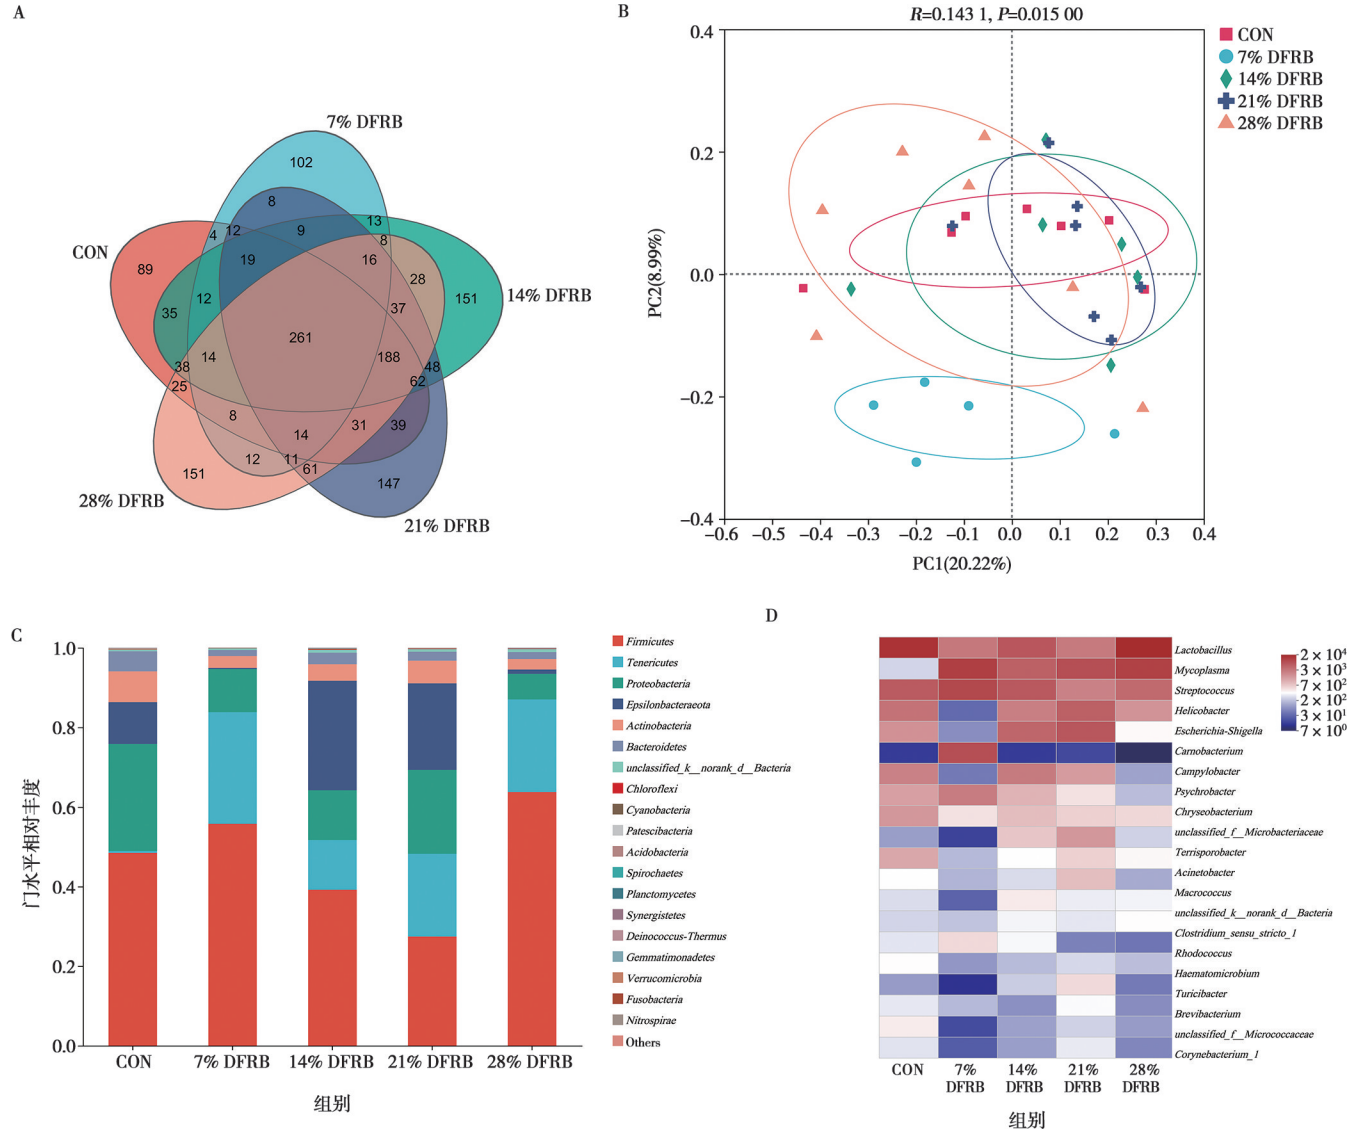 A
7% DFRB
CON
14% DFRB
28% DFRB
21% DFRB
102
8
4
12
9
13
8
89
19
16
28
151
35
12
37
261
38
14
188
48
25
62
8
14
31
39
12
11
61
151
147
B
R=0.143 1, P=0.015 00
CON
7% DFRB
14% DFRB
21% DFRB
28% DFRB
0.4
0.2
0.0
−0.2
−0.4
PC2(8.99%)
−0.6 −0.5 −0.4 −0.3 −0.2 −0.1 0.0 0.1 0.2 0.3 0.4
PC1(20.22%)
C
1.0
0.8
0.6
0.4
0.2
0.0
门水平相对丰度
CON 7% DFRB 14% DFRB 21% DFRB 28% DFRB
组别
Firmicutes
Tenericutes
Proteobacteria
Epsilonbacteraeota
Actinobacteria
Bacteroidetes
unclassified_k__norank_d__Bacteria
Chloroflexi
Cyanobacteria
Patescibacteria
Acidobacteria
Spirochaetes
Planctomycetes
Synergistetes
Deinococcus-Thermus
Gemmatimonadetes
Verrucomicrobia
Fusobacteria
Nitrospirae
Others
D
Lactobacillus
Mycoplasma
Streptococcus
Helicobacter
Escherichia-Shigella
Carnobacterium
Campylobacter
Psychrobacter
Chryseobacterium
unclassified_f__Microbacteriaceae
Terrisporobacter
Acinetobacter
Macrococcus
unclassified_k__norank_d__Bacteria
Clostridium_sensu_stricto_1
Rhodococcus
Haematomicrobium
Turicibacter
Brevibacterium
unclassified_f__Micrococcaceae
Corynebacterium_1
2 × 10⁴
3 × 10³
7 × 10²
2 × 10²
3 × 10¹
7 × 10⁰
CON 7% 14% 21% 28%
DFRB DFRB DFRB DFRB
组别